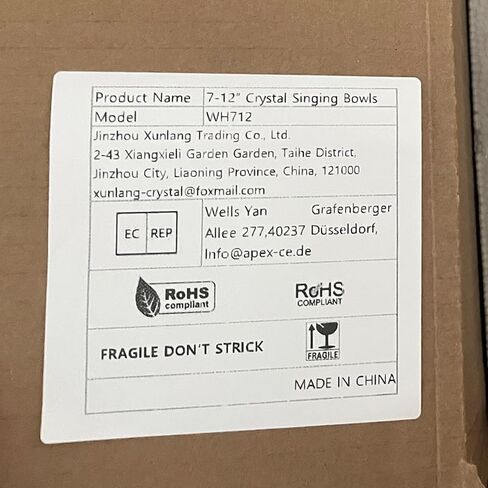 Product Name 7-12" Crystal Singing Bowls
Model WH712
Jinzhou Xunlang Trading Co., Ltd.
2-43 Xiangxieli Garden Garden, Taihe District,
Jinzhou City, Liaoning Province, China, 121000
xunlang-crystal@foxmail.com
EC REP
Wells Yan Grafenberger
Allee 277,40237 Düsseldorf,
Info@apex-ce.de
RoHS
compliant
RoHS
COMPLIANT
FRAGILE DON'T STRICK
FRAGILE
MADE IN CHINA